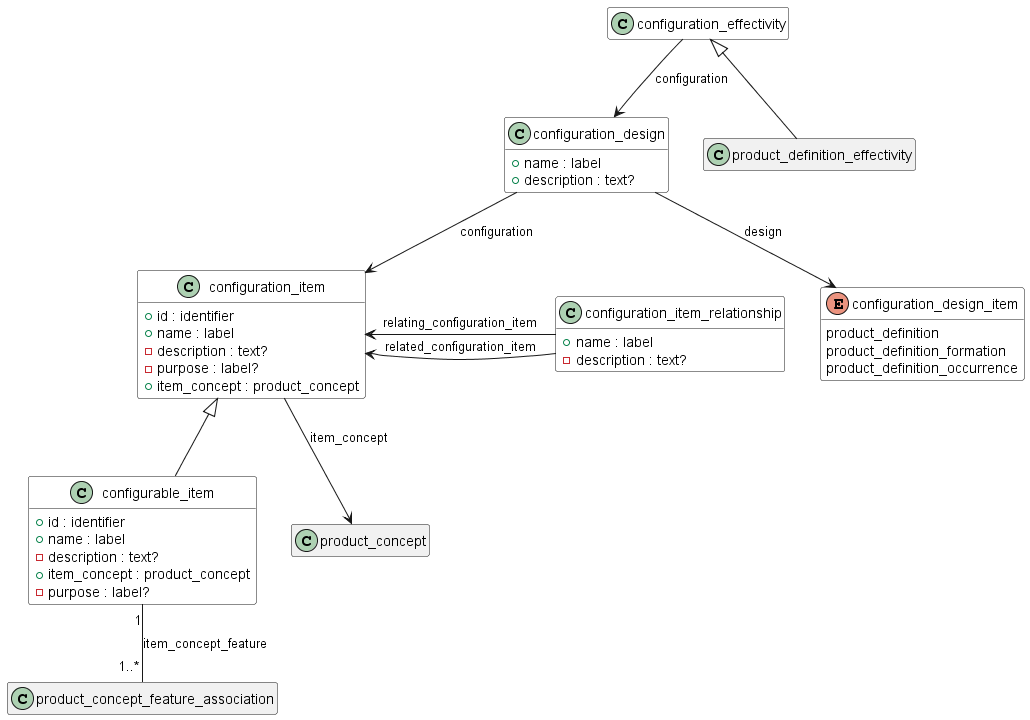 C configuration_effectivity
configuration
C configuration_design
name : label
description : text?
C product_definition_effectivity
configuration
design
C configuration_item
id : identifier
name : label
description : text?
purpose : label?
item_concept : product_concept
relating_configuration_item
related_configuration_item
C configuration_item_relationship
name : label
description : text?
E configuration_design_item
product_definition
product_definition_formation
product_definition_occurrence
item_concept
C configurable_item
id : identifier
name : label
description : text?
item_concept : product_concept
purpose : label?
C product_concept
1
item_concept_feature
1..*
C product_concept_feature_association